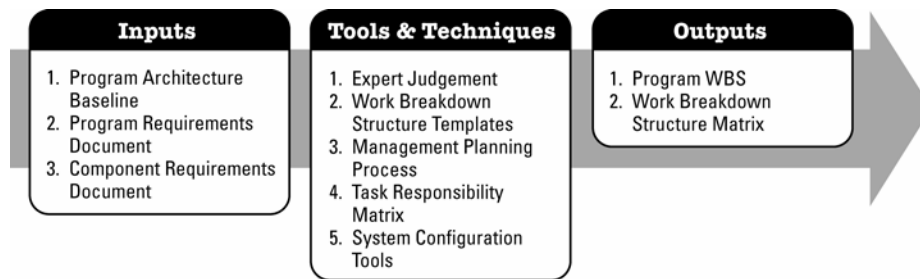 Inputs
1. Program Architecture
Baseline
2. Program Requirements
Document
3. Component Requirements
Document
Tools & Techniques
1. Expert Judgement
2. Work Breakdown
Structure Templates
3. Management Planning
Process
4. Task Responsibility
Matrix
5. System Configuration
Tools
Outputs
1. Program WBS
2. Work Breakdown
Structure Matrix